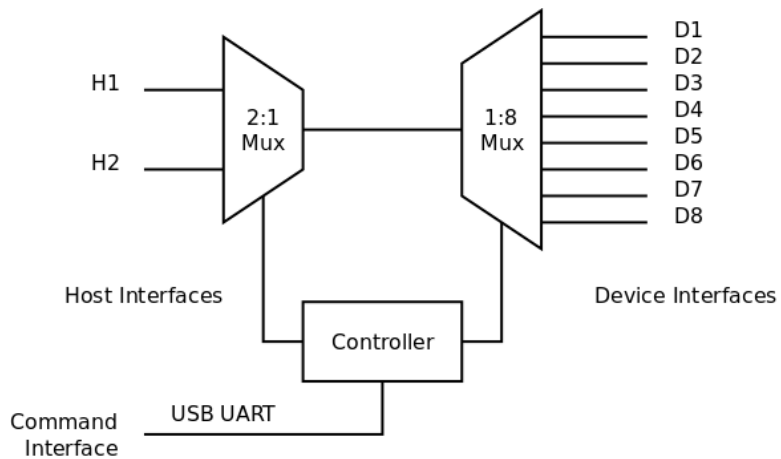 H1
H2
2:1
Mux
1:8
Mux
D1
D2
D3
D4
D5
D6
D7
D8
Host Interfaces
Device Interfaces
Controller
USB UART
Command
Interface